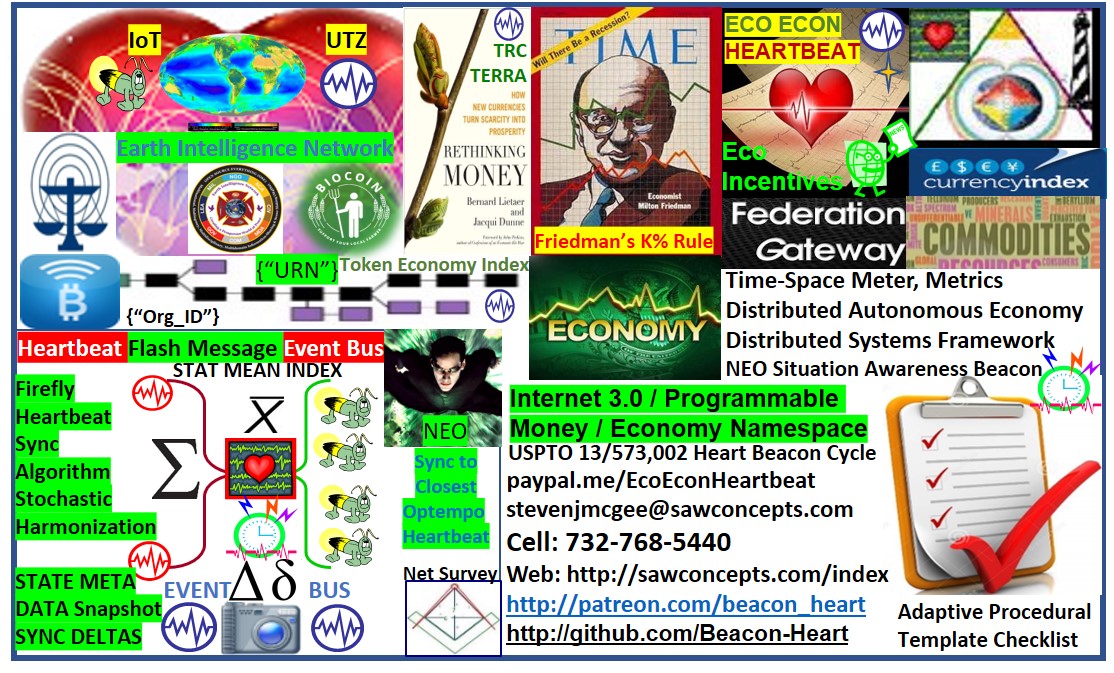 IoT
UTZ
Earth Intelligence Network
BIOCOIN
{“URN”}
{“Org_ID”}
Token Economy Index
TRC
TERRA
HOW
NEW CURRENCIES
TURN SCARCITY INTO
PROSPERITY
RETHINKING
MONEY
Bernard Lietaer
and
Jacqui Dunne
Will There Be a Recession?
TIME
Economist
Milton Friedman
Friedman’s K% Rule
ECO ECON
HEARTBEAT
NEWS
Eco
Incentives
£ $ € ¥
currencyindex
Federation
Gateway
PRODUCERS
MINERALS
COMMODITIES
RESOURCES
CONSUMERS
EXHAUSTION
ECONOMY
Time-Space Meter, Metrics
Distributed Autonomous Economy
Distributed Systems Framework
NEO Situation Awareness Beacon
Heartbeat Flash Message Event Bus
STAT MEAN INDEX
Firefly
Heartbeat
Sync
Algorithm
Stochastic
Harmonization
X̅
Σ
STATE META
DATA Snapshot
SYNC DELTAS
EVENT Δδ BUS
NEO
Sync to
Closest
Optempo
Heartbeat
Net Survey
Internet 3.0 / Programmable
Money / Economy Namespace
USPTO 13/573,002 Heart Beacon Cycle
paypal.me/EcoEconHeartbeat
stevenjmcgee@sawconcepts.com
Cell: 732-768-5440
Web: http://sawconcepts.com/index
http://patreon.com/beacon_heart
http://github.com/Beacon-Heart
Adaptive Procedural
Template Checklist